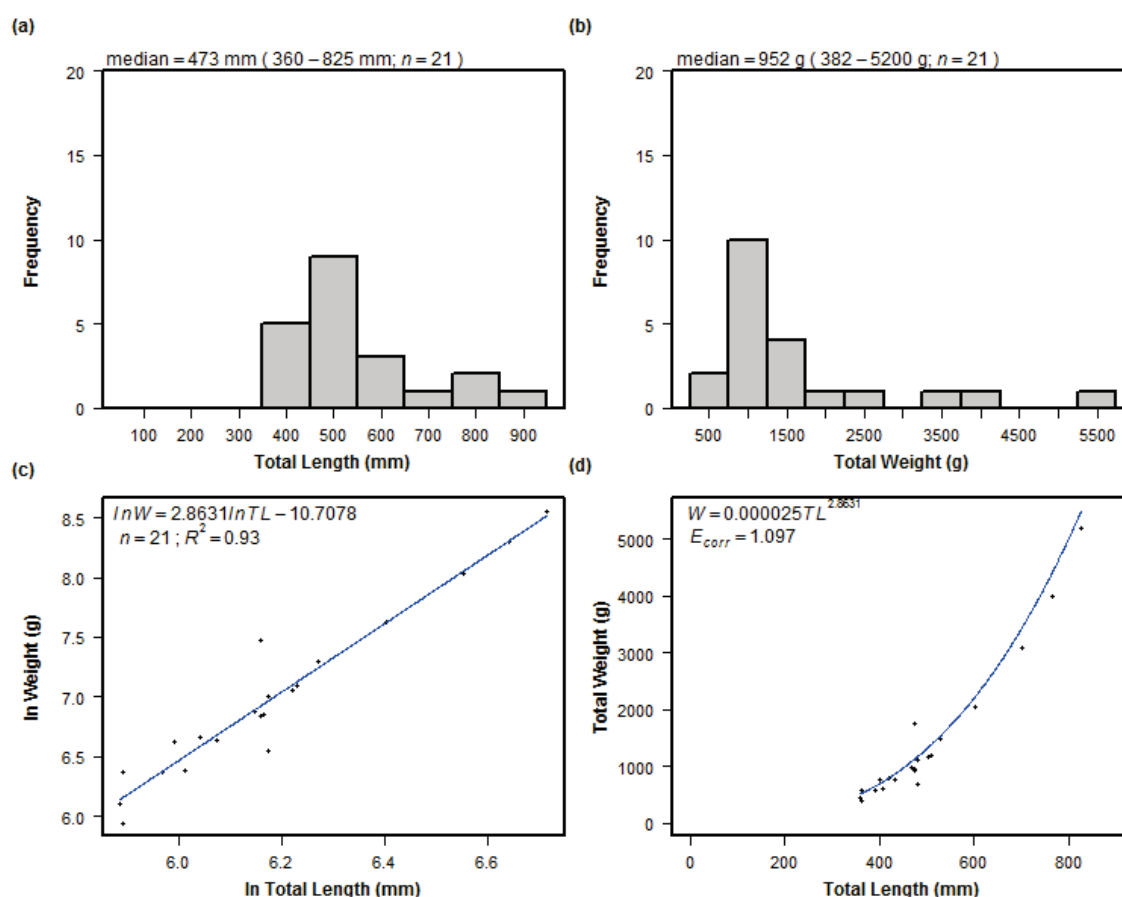 (a)
median = 473 mm ( 360 – 825 mm; n = 21 )
20
15
10
5
0
Frequency
100 200 300 400 500 600 700 800 900
Total Length (mm)
(b)
median = 952 g ( 382 – 5200 g; n = 21 )
20
15
10
5
0
Frequency
500 1500 2500 3500 4500 5500
Total Weight (g)
(c)
lnW = 2.8631lnTL – 10.7078
n = 21 ; R² = 0.93
8.5
8.0
7.5
7.0
6.5
6.0
ln Weight (g)
6.0 6.2 6.4 6.6
ln Total Length (mm)
(d)
W = 0.000025TL^2.8631
E_corr = 1.097
5000
4000
3000
2000
1000
0
Total Weight (g)
0 200 400 600 800
Total Length (mm)